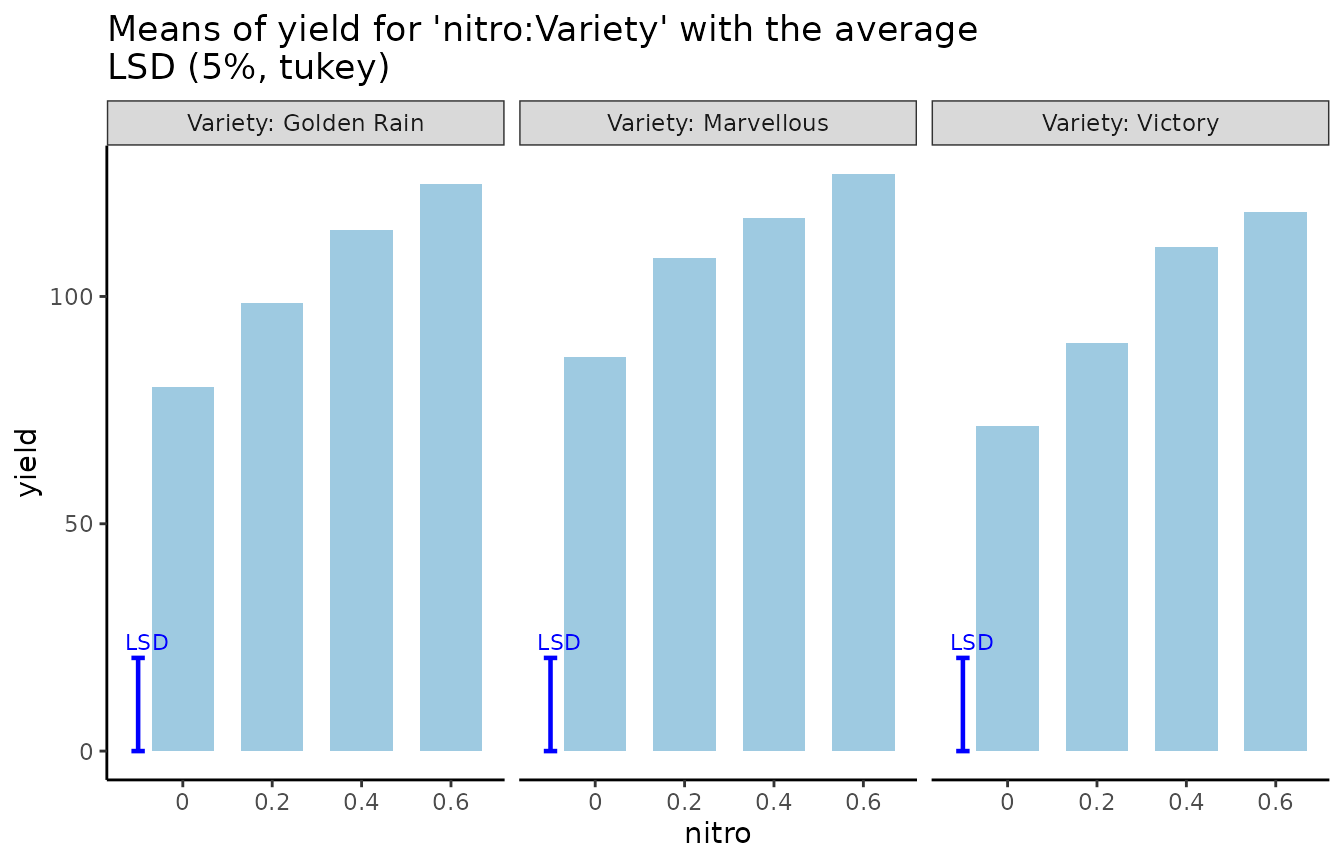 Means of yield for 'nitro:Variety' with the average
LSD (5%, tukey)
Variety: Golden Rain
Variety: Marvellous
Variety: Victory
yield
100
50
0
LSD
LSD
LSD
0 0.2 0.4 0.6
0 0.2 0.4 0.6
0 0.2 0.4 0.6
nitro